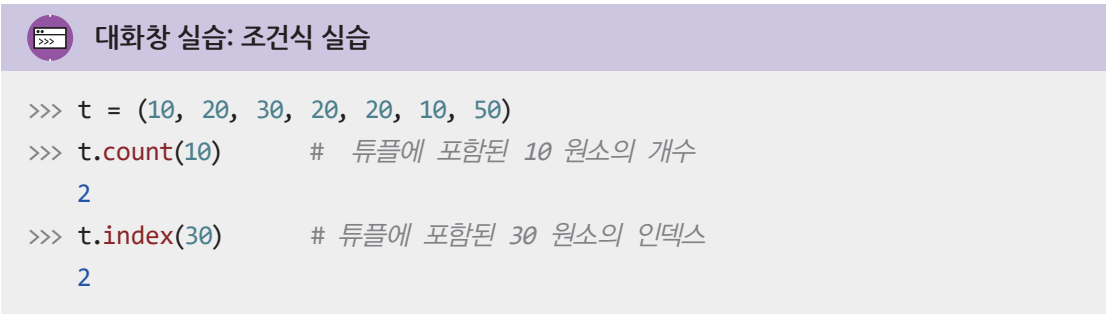 >>>
대화창 실습: 조건식 실습
>>> t = (10, 20, 30, 20, 20, 10, 50)
>>> t.count(10)      #  튜플에 포함된 10 원소의 개수
2
>>> t.index(30)      # 튜플에 포함된 30 원소의 인덱스
2